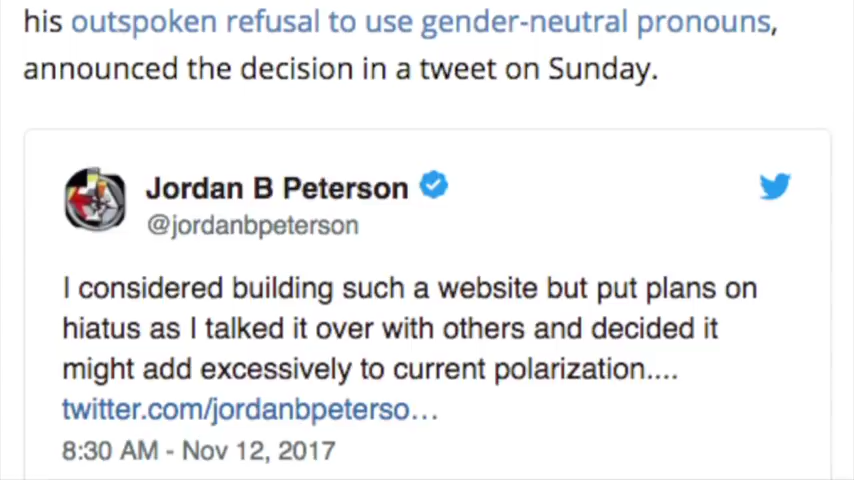 his outspoken refusal to use gender-neutral pronouns,
announced the decision in a tweet on Sunday.
Jordan B Peterson
@jordanbpeterson
I considered building such a website but put plans on
hiatus as I talked it over with others and decided it
might add excessively to current polarization....
twitter.com/jordanbpeterso...
8:30 AM - Nov 12, 2017